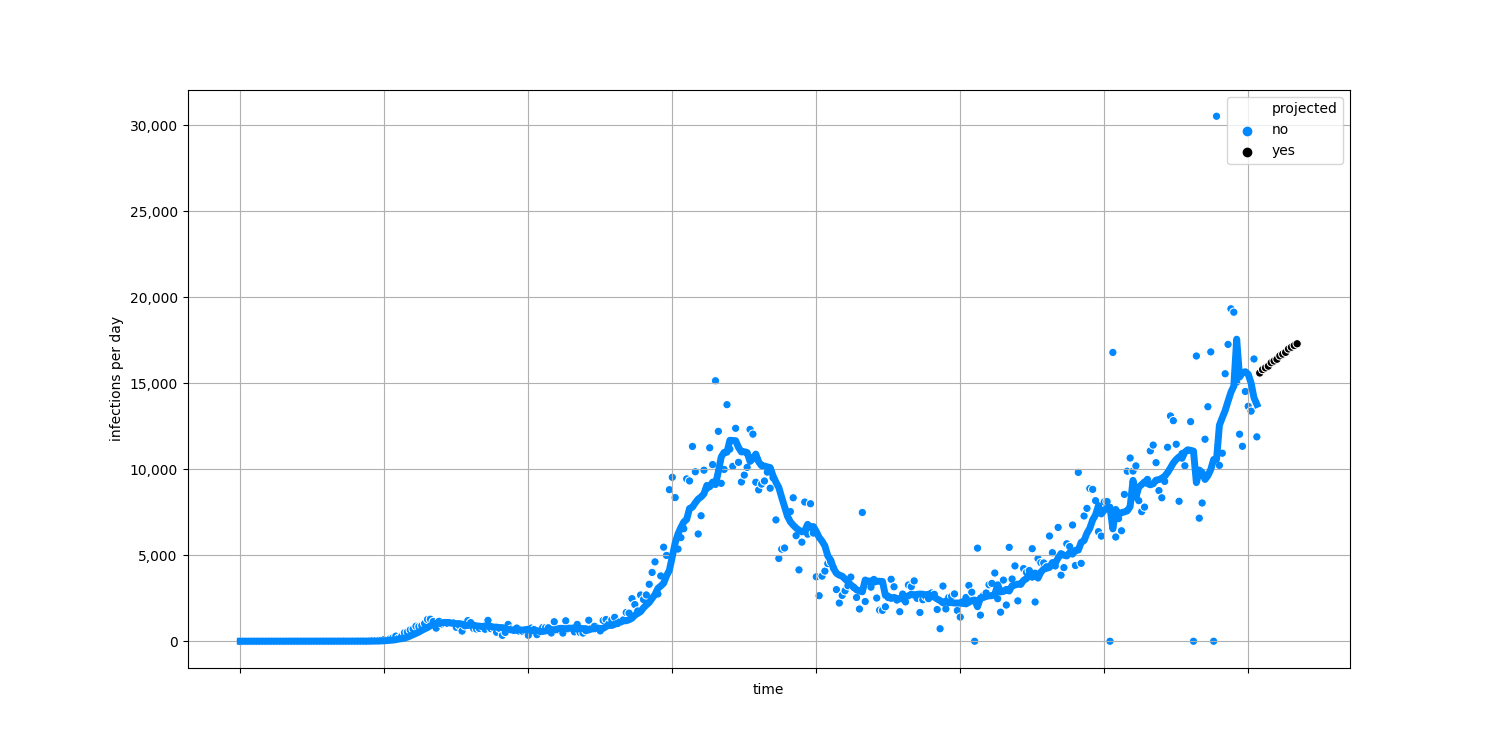 projected
no
yes
30,000
25,000
20,000
15,000
10,000
5,000
0
infections per day
time